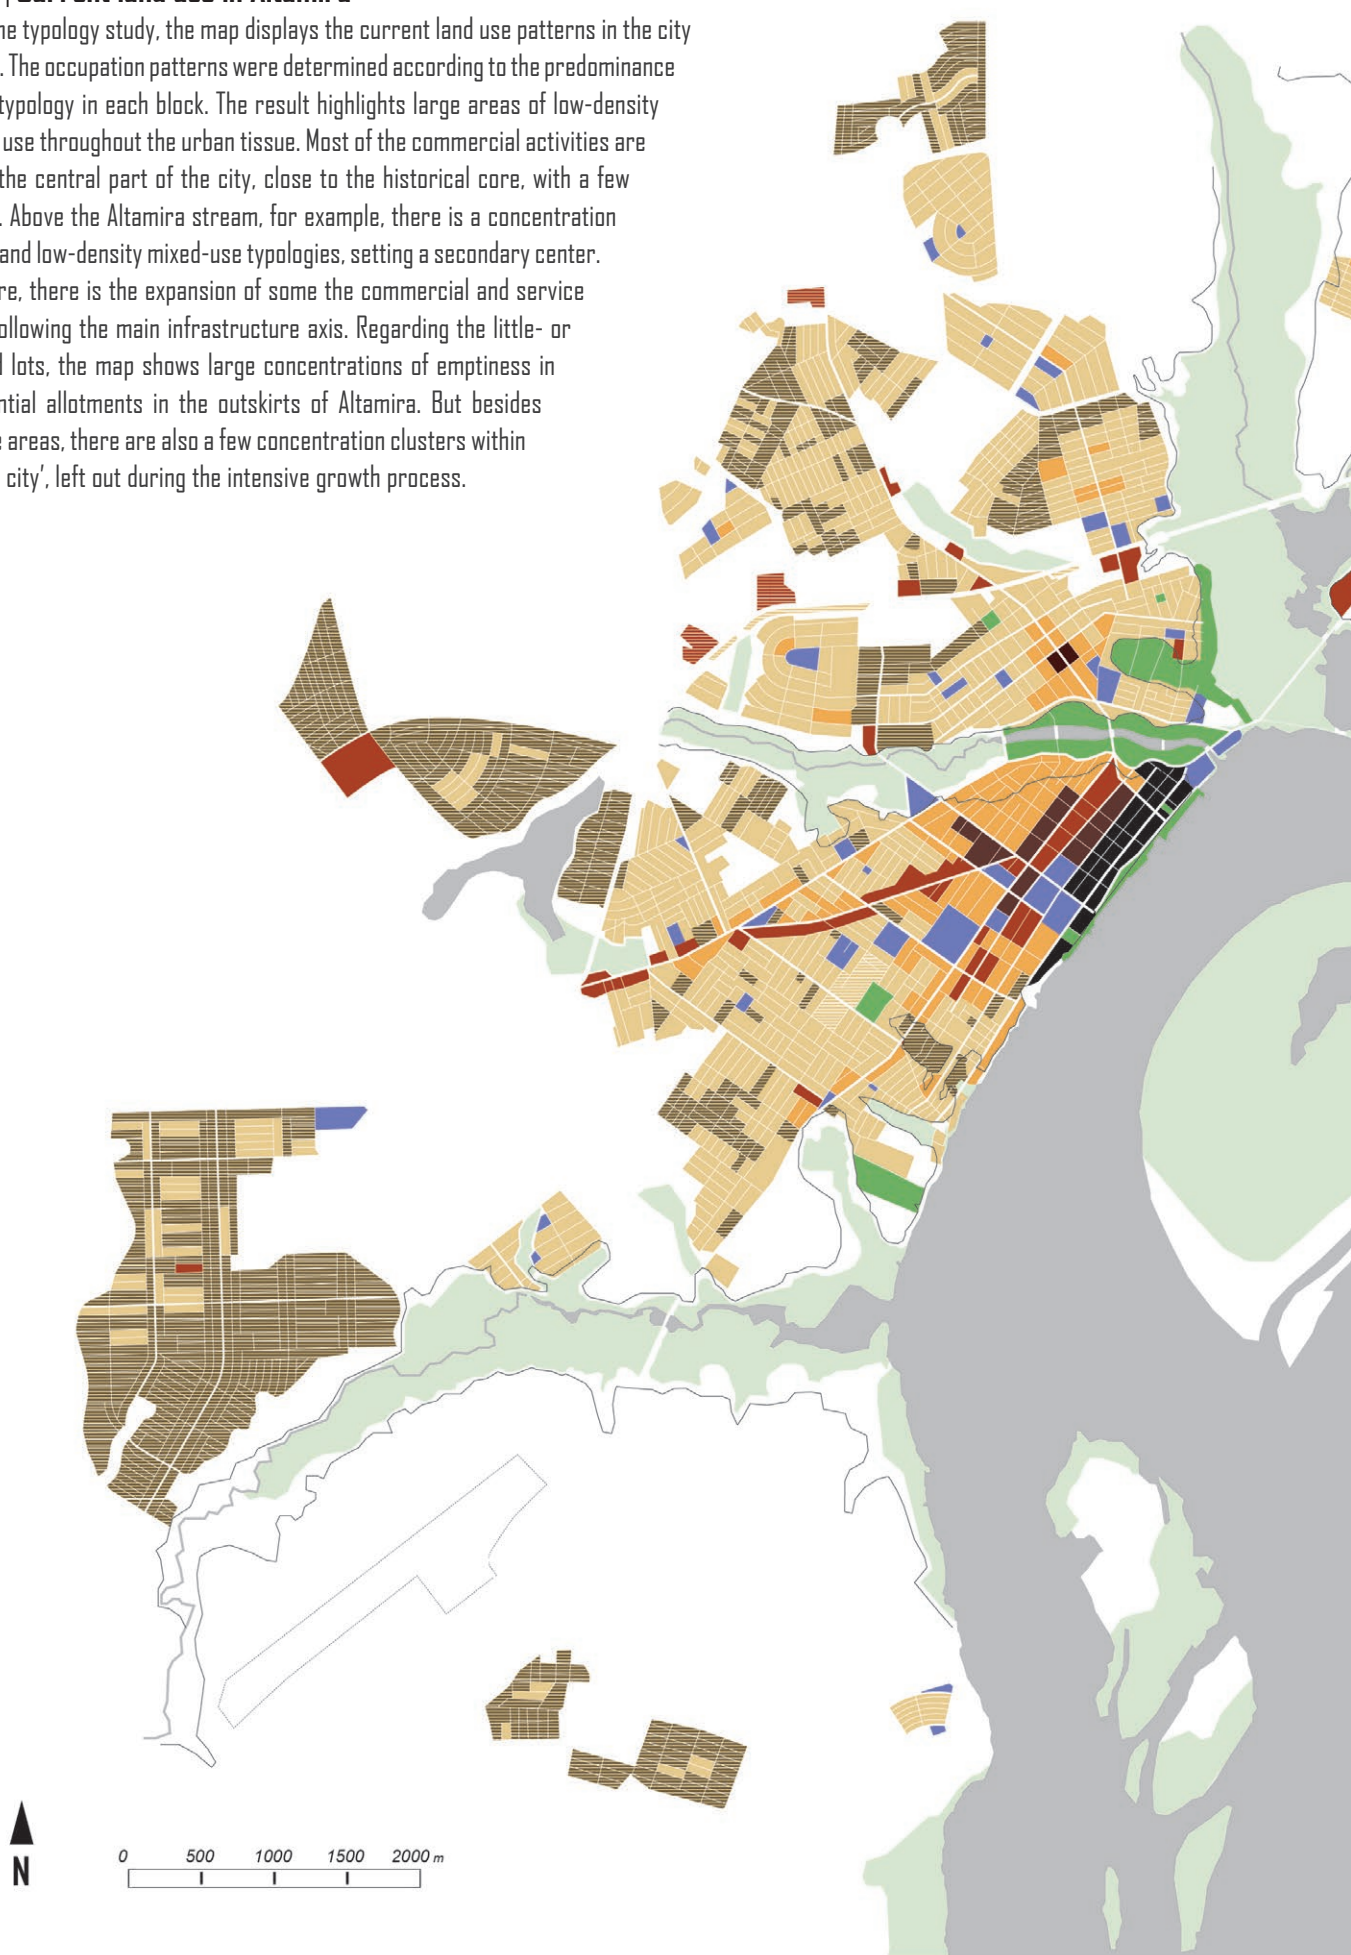 Current land use in Altamira
he typology study, the map displays the current land use patterns in the city
. The occupation patterns were determined according to the predominance
typology in each block. The result highlights large areas of low-density
use throughout the urban tissue. Most of the commercial activities are
the central part of the city, close to the historical core, with a few
. Above the Altamira stream, for example, there is a concentration
and low-density mixed-use typologies, setting a secondary center.
re, there is the expansion of some the commercial and service
ollowing the main infrastructure axis. Regarding the little- or
l lots, the map shows large concentrations of emptiness in
ntial allotments in the outskirts of Altamira. But besides
e areas, there are also a few concentration clusters within
city', left out during the intensive growth process.
N
0 500 1000 1500 2000 m